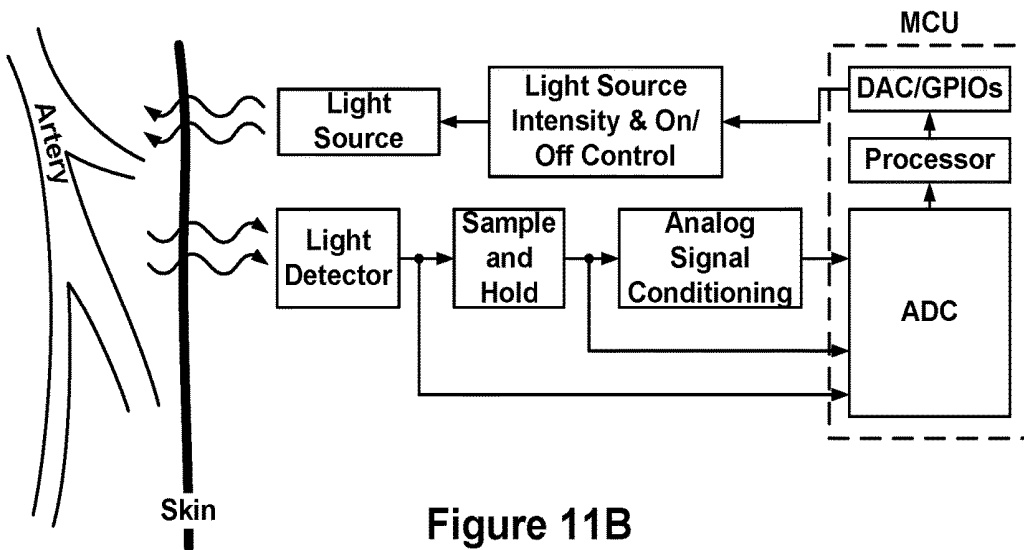 MCU
Artery
Light
Source
Light Source
Intensity & On/
Off Control
DAC/GPIOs
Processor
Light
Detector
Sample
and
Hold
Analog
Signal
Conditioning
ADC
Skin
Figure 11B